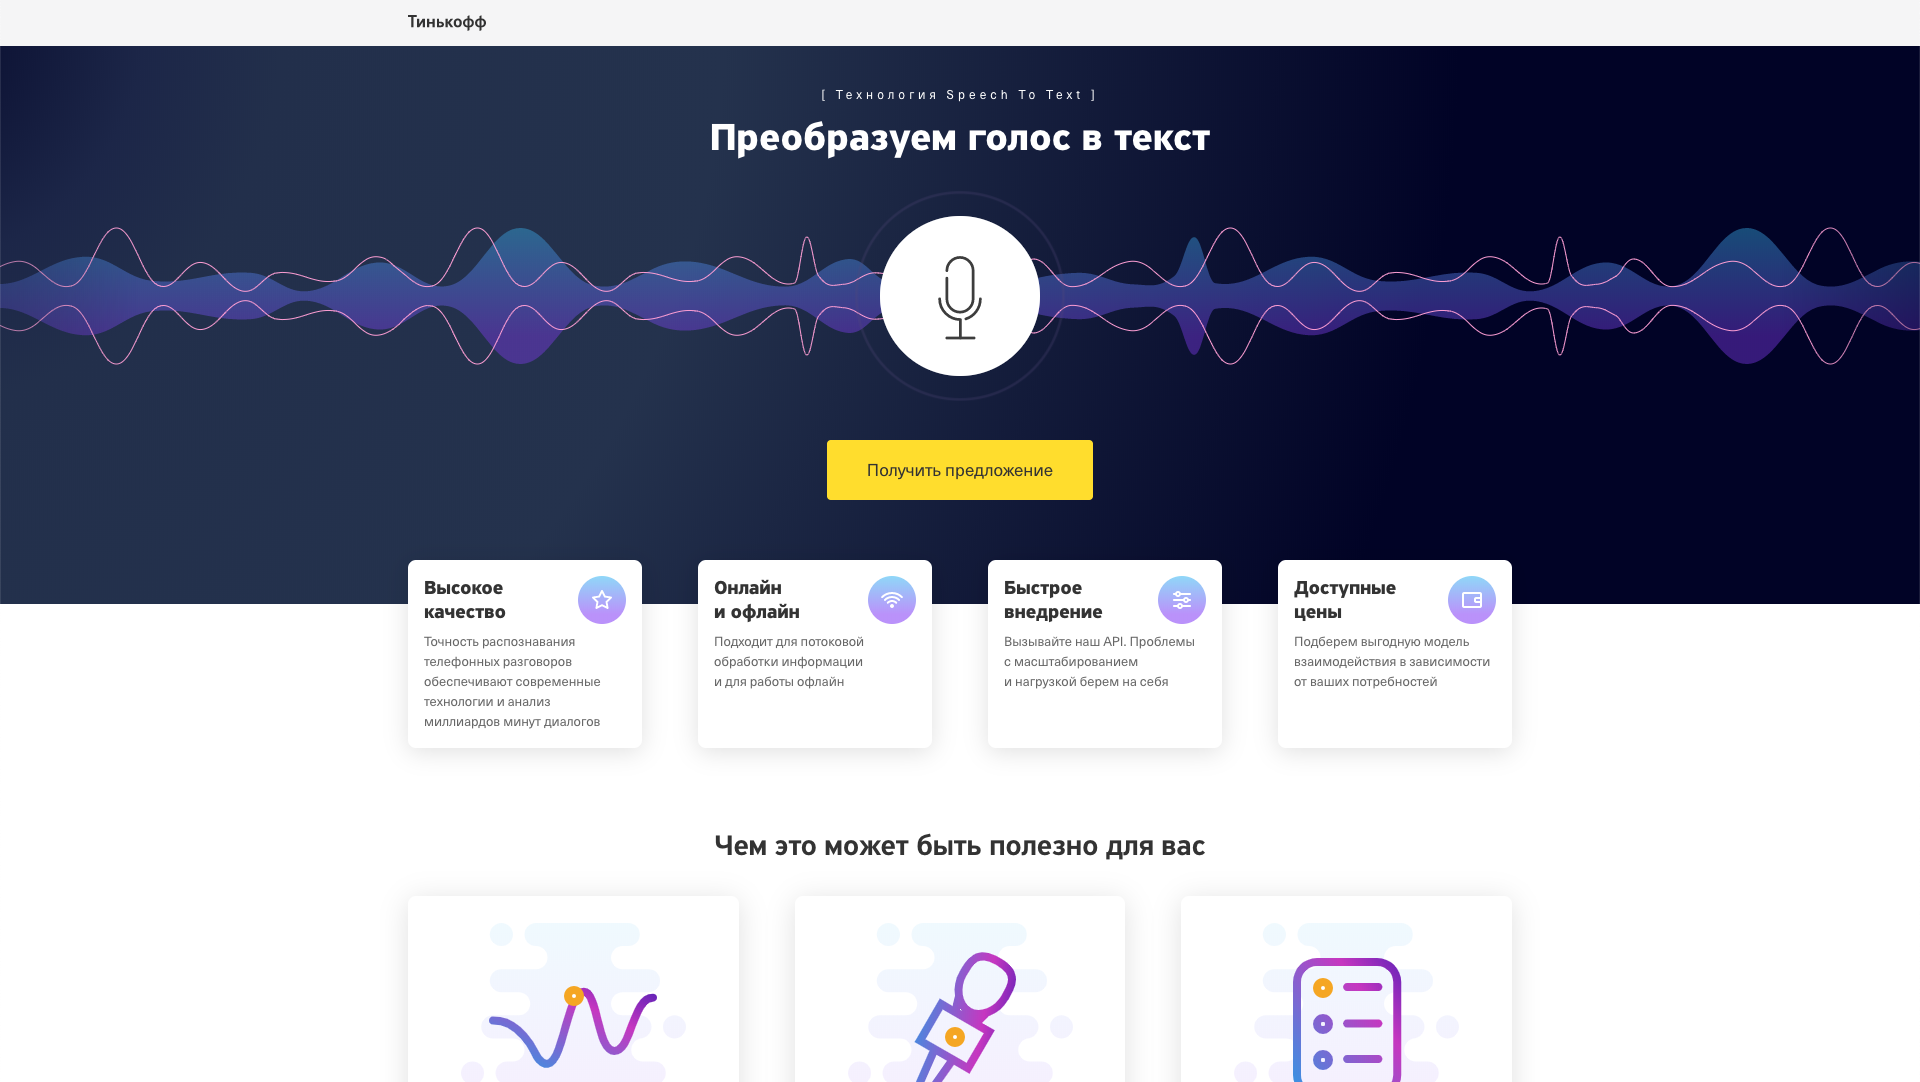 Тинькофф
[ Технология Speech To Text ]
Преобразуем голос в текст
Получить предложение
Высокое
качество
Точность распознавания
телефонных разговоров
обеспечивают современные
технологии и анализ
миллиардов минут диалогов
Онлайн
и офлайн
Подходит для потоковой
обработки информации
и для работы офлайн
Быстрое
внедрение
Вызывайте наш API. Проблемы
с масштабированием
и нагрузкой берем на себя
Доступные
цены
Подберем выгодную модель
взаимодействия в зависимости
от ваших потребностей
Чем это может быть полезно для вас